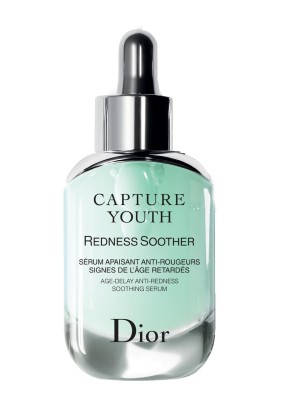 CAPTURE
YOUTH
REDNESS SOOTHER
SÉRUM APAISANT ANTI-ROUGEURS
SIGNES DE L'ÂGE RETARDÉS
AGE-DELAY ANTI-REDNESS
SOOTHING SERUM
Dior